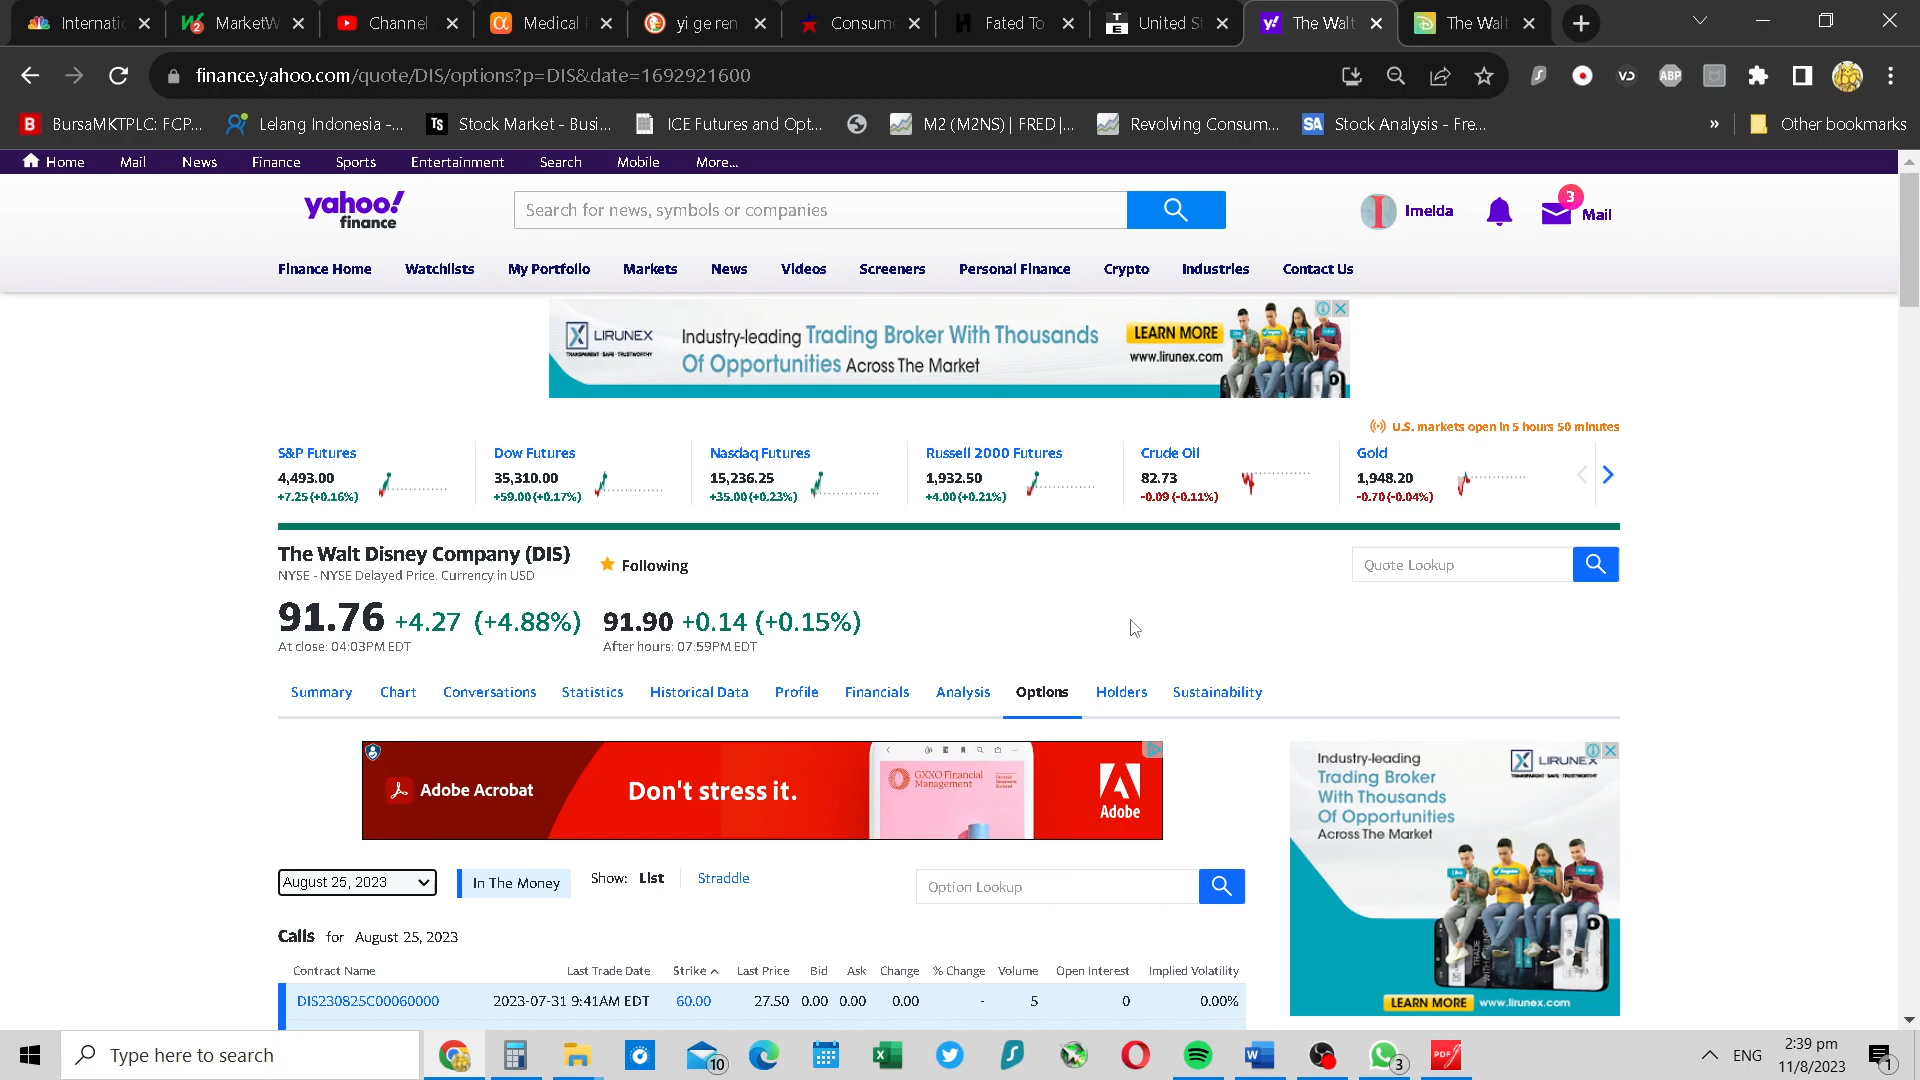 Internatic
MarketW
Channel
Medical
yi ge ren
Consume
Fated To
United St
The Walt
The Walt
finance.yahoo.com/quote/DIS/options?p=DIS&date=1692921600
BursaMKTPLC: FCP...
Lelang Indonesia -...
Stock Market - Busi...
ICE Futures and Opt...
M2 (M2NS) | FRED |...
Revolving Consum...
Stock Analysis - Fre...
»
Other bookmarks
Home Mail News Finance Sports Entertainment Search Mobile More...
yahoo!
finance
Search for news, symbols or companies
Imelda
3
Mail
Finance Home Watchlists My Portfolio Markets News Videos Screeners Personal Finance Crypto Industries Contact Us
LIRUNEX
TRANSPARENT · SAFE · TRUSTWORTHY
Industry-leading Trading Broker With Thousands
Of Opportunities Across The Market
LEARN MORE
www.lirunex.com
U.S. markets open in 5 hours 50 minutes
S&P Futures
4,493.00
+7.25 (+0.16%)
Dow Futures
35,310.00
+59.00 (+0.17%)
Nasdaq Futures
15,236.25
+35.00 (+0.23%)
Russell 2000 Futures
1,932.50
+4.00 (+0.21%)
Crude Oil
82.73
-0.09 (-0.11%)
Gold
1,948.20
-0.70 (-0.04%)
The Walt Disney Company (DIS)
NYSE - NYSE Delayed Price. Currency in USD
Following
Quote Lookup
91.76 +4.27 (+4.88%)
At close: 04:03PM EDT
91.90 +0.14 (+0.15%)
After hours: 07:59PM EDT
Summary Chart Conversations Statistics Historical Data Profile Financials Analysis Options Holders Sustainability
Adobe Acrobat
Don't stress it.
GXXO Financial
Management
Adobe
Industry-leading
Trading Broker
With Thousands
Of Opportunities
Across The Market
LIRUNEX
TRANSPARENT · SAFE · TRUSTWORTHY
LEARN MORE www.lirunex.com
August 25, 2023
In The Money
Show: List Straddle
Option Lookup
Calls for August 25, 2023
Contract Name Last Trade Date Strike Last Price Bid Ask Change % Change Volume Open Interest Implied Volatility
DIS230825C00060000 2023-07-31 9:41AM EDT 60.00 27.50 0.00 0.00 0.00 - 5 0 0.00%
Type here to search
10
3
ENG
2:39 pm
11/8/2023
1